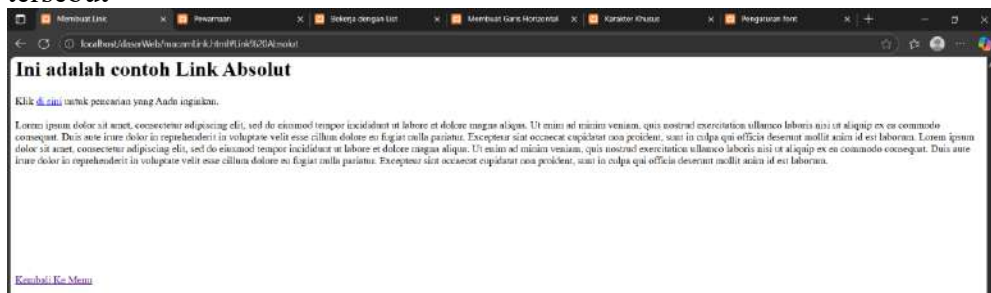 tersebut
Membuat Link
Pewarnaan
Bekerja dengan List
Membuat Garis Horizontal
Karakter Khusus
Pengaturan font
localhost/dasarWeb/macamLink.html#Link%20Absolut
Ini adalah contoh Link Absolut
Klik di sini untuk pencarian yang Anda inginkan.
Lorem ipsum dolor sit amet, consectetur adipiscing elit, sed do eiusmod tempor incididunt ut labore et dolore magna aliqua. Ut enim ad minim veniam, quis nostrud exercitation ullamco laboris nisi ut aliquip ex ea commodo
consequat. Duis aute irure dolor in reprehenderit in voluptate velit esse cillum dolore eu fugiat nulla pariatur. Excepteur sint occaecat cupidatat non proident, sunt in culpa qui officia deserunt mollit anim id est laborum. Lorem ipsum
dolor sit amet, consectetur adipiscing elit, sed do eiusmod tempor incididunt ut labore et dolore magna aliqua. Ut enim ad minim veniam, quis nostrud exercitation ullamco laboris nisi ut aliquip ex ea commodo consequat. Duis aute
irure dolor in reprehenderit in voluptate velit esse cillum dolore eu fugiat nulla pariatur. Excepteur sint occaecat cupidatat non proident, sunt in culpa qui officia deserunt mollit anim id est laborum.
Kembali Ke Menu